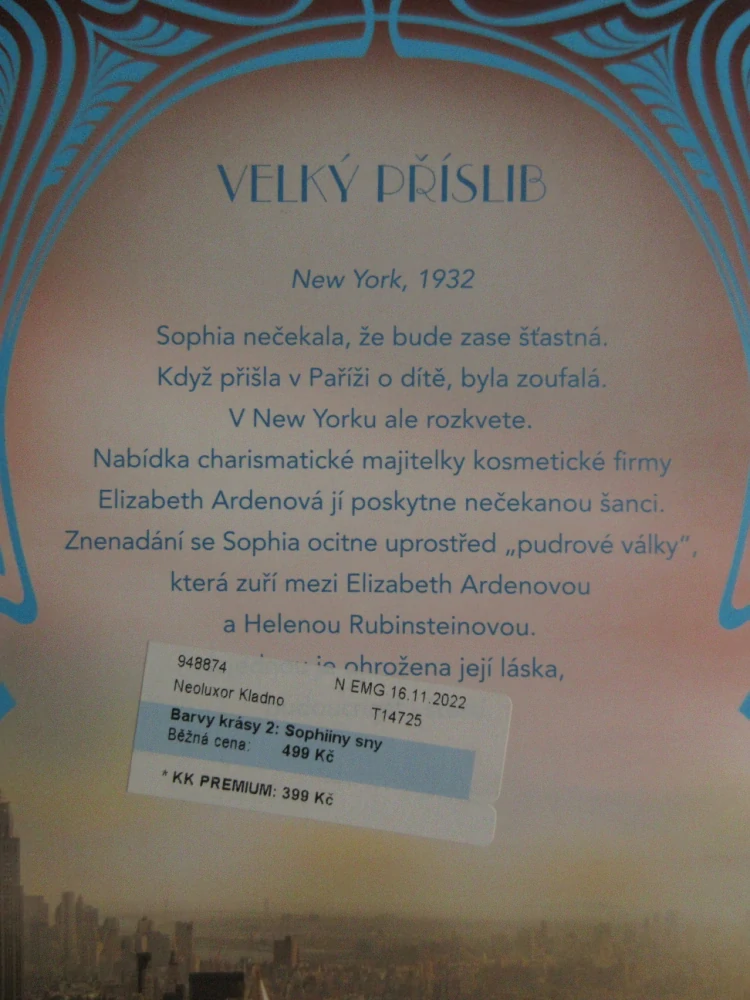 VELKÝ PŘÍSLIB
New York, 1932
Sophia nečekala, že bude zase šťastná.
Když přišla v Paříži o dítě, byla zoufalá.
V New Yorku ale rozkvete.
Nabídka charismatické majitelky kosmetické firmy
Elizabeth Ardenová jí poskytne nečekanou šanci.
Znenadání se Sophia ocitne uprostřed „pudrové války“,
která zuří mezi Elizabeth Ardenovou
a Helenou Rubinsteinovou.
je ohrožena její láska,
948874
N EMG 16.11.2022
Neoluxor Kladno
T14725
Barvy krásy 2: Sophiiny sny
Běžná cena: 499 Kč
* KK PREMIUM: 399 Kč